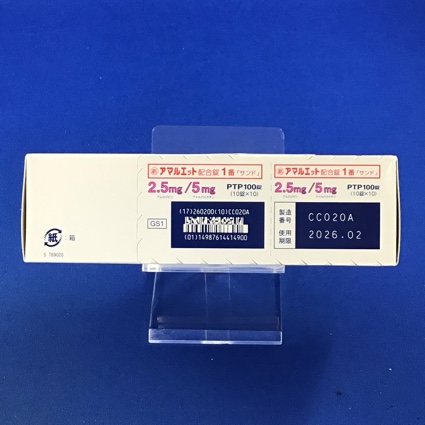 アマルエット配合錠1番「サンド」
2.5mg/5mg
PTP100錠
(10錠×10)
(17)260200(10)CC020A
GS1
(01)14987614414900
アマルエット配合錠1番「サンド」
2.5mg/5mg
PTP100錠
(10錠×10)
製造番号 CC020A
使用期限 2026.02
紙
箱